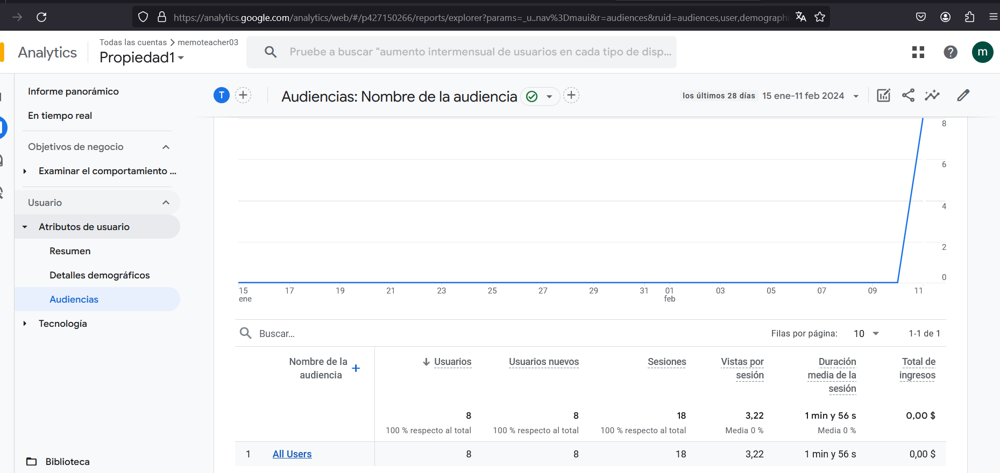 https://analytics.google.com/analytics/web/#/p427150266/reports/explorer?params=_u..nav%3Dmaui&r=audiences&ruid=audiences,user,demographi
Analytics
Todas las cuentas > memoteacher03
Propiedad1
Pruebe a buscar "aumento intermensual de usuarios en cada tipo de disp...
m
Informe panorámico
En tiempo real
Objetivos de negocio
Examinar el comportamiento ...
Usuario
Atributos de usuario
Resumen
Detalles demográficos
Audiencias
Tecnología
Biblioteca
T
Audiencias: Nombre de la audiencia
los últimos 28 días 15 ene-11 feb 2024
8
6
4
2
0
15 ene 17 19 21 23 25 27 29 31 01 feb 03 05 07 09 11
Buscar...
Filas por página: 10 1-1 de 1
Nombre de la audiencia + ↓ Usuarios Usuarios nuevos Sesiones Vistas por sesión Duración media de la sesión Total de ingresos
8 8 18 3,22 1 min y 56 s 0,00 $
100 % respecto al total 100 % respecto al total 100 % respecto al total Media 0 % Media 0 %
1 All Users 8 8 18 3,22 1 min y 56 s 0,00 $